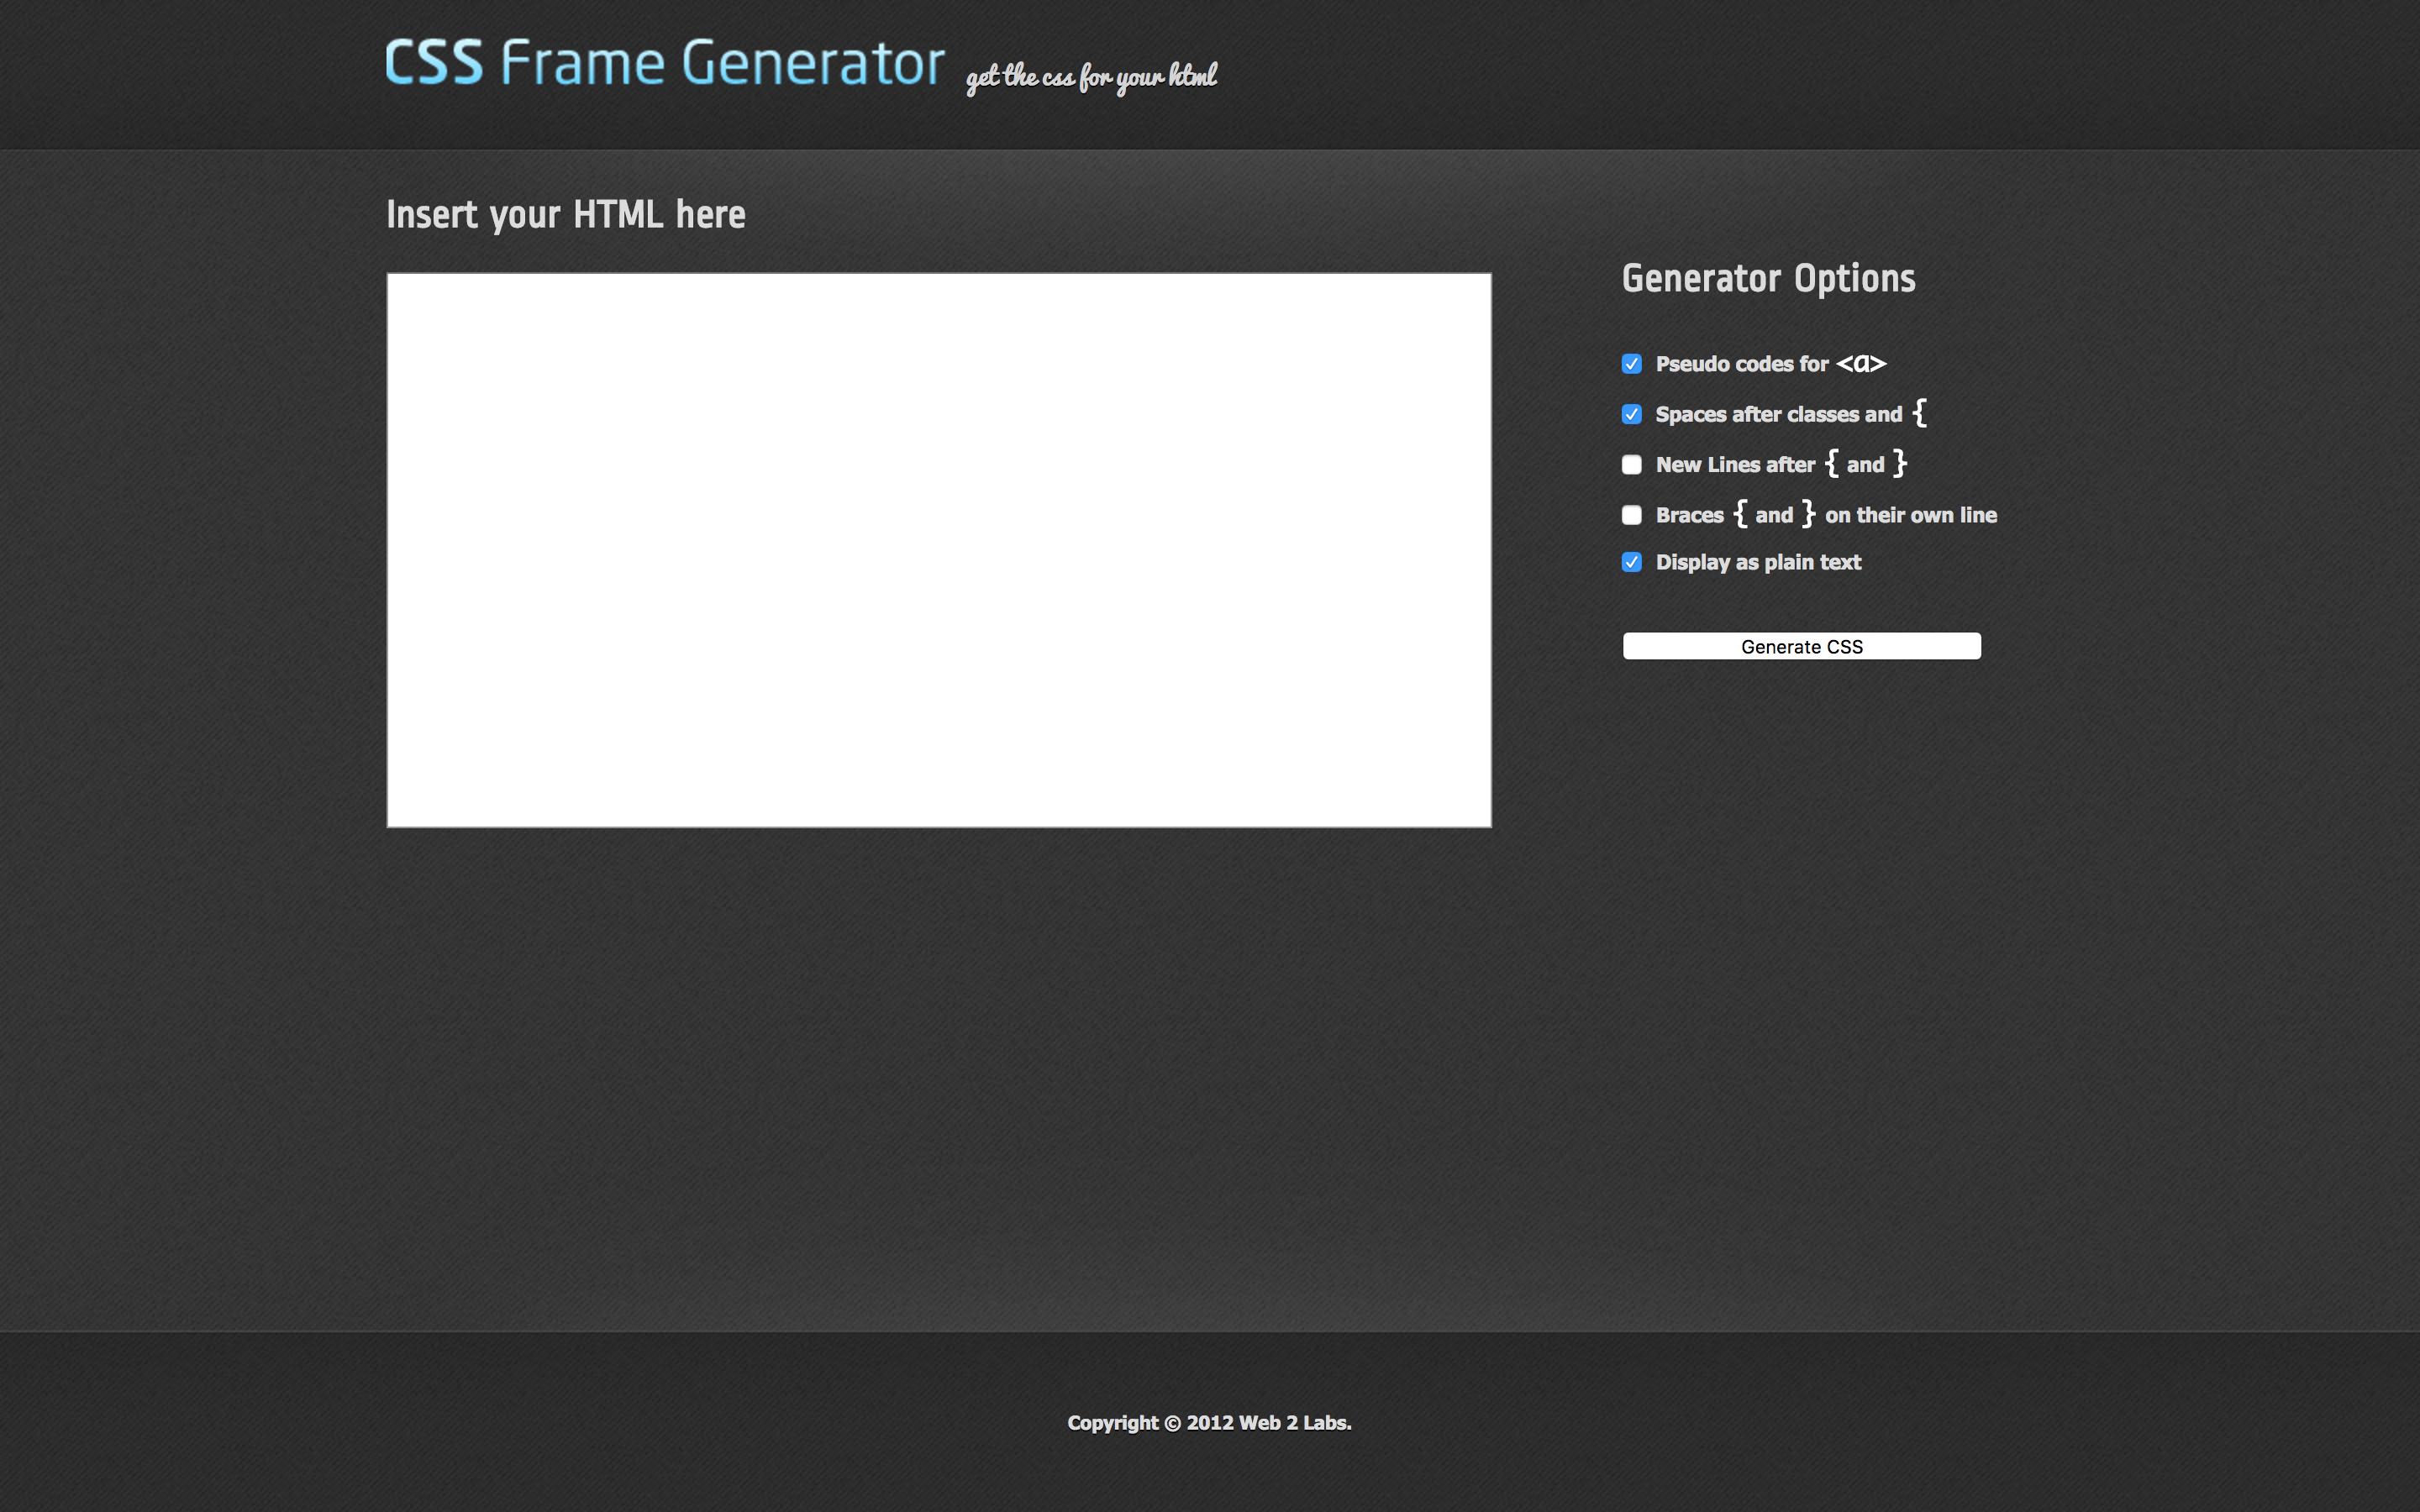 CSS Frame Generator get the css for your html
Insert your HTML here
Generator Options
Pseudo codes for <a>
Spaces after classes and {
New Lines after { and }
Braces { and } on their own line
Display as plain text
Generate CSS
Copyright © 2012 Web 2 Labs.